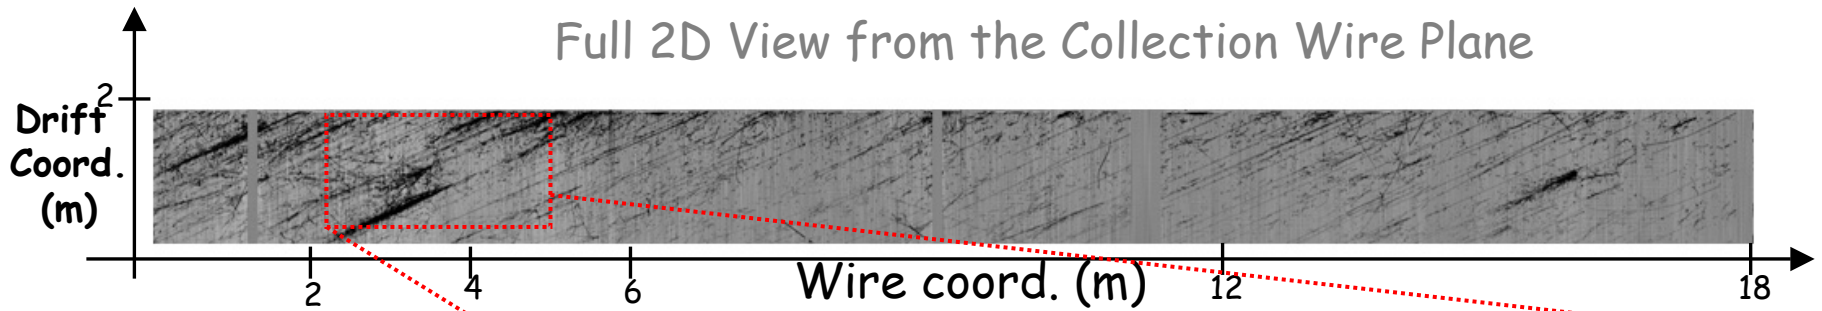 Full 2D View from the Collection Wire Plane
2
Drift
Coord.
(m)
2
4
6
Wire coord. (m)
12
18